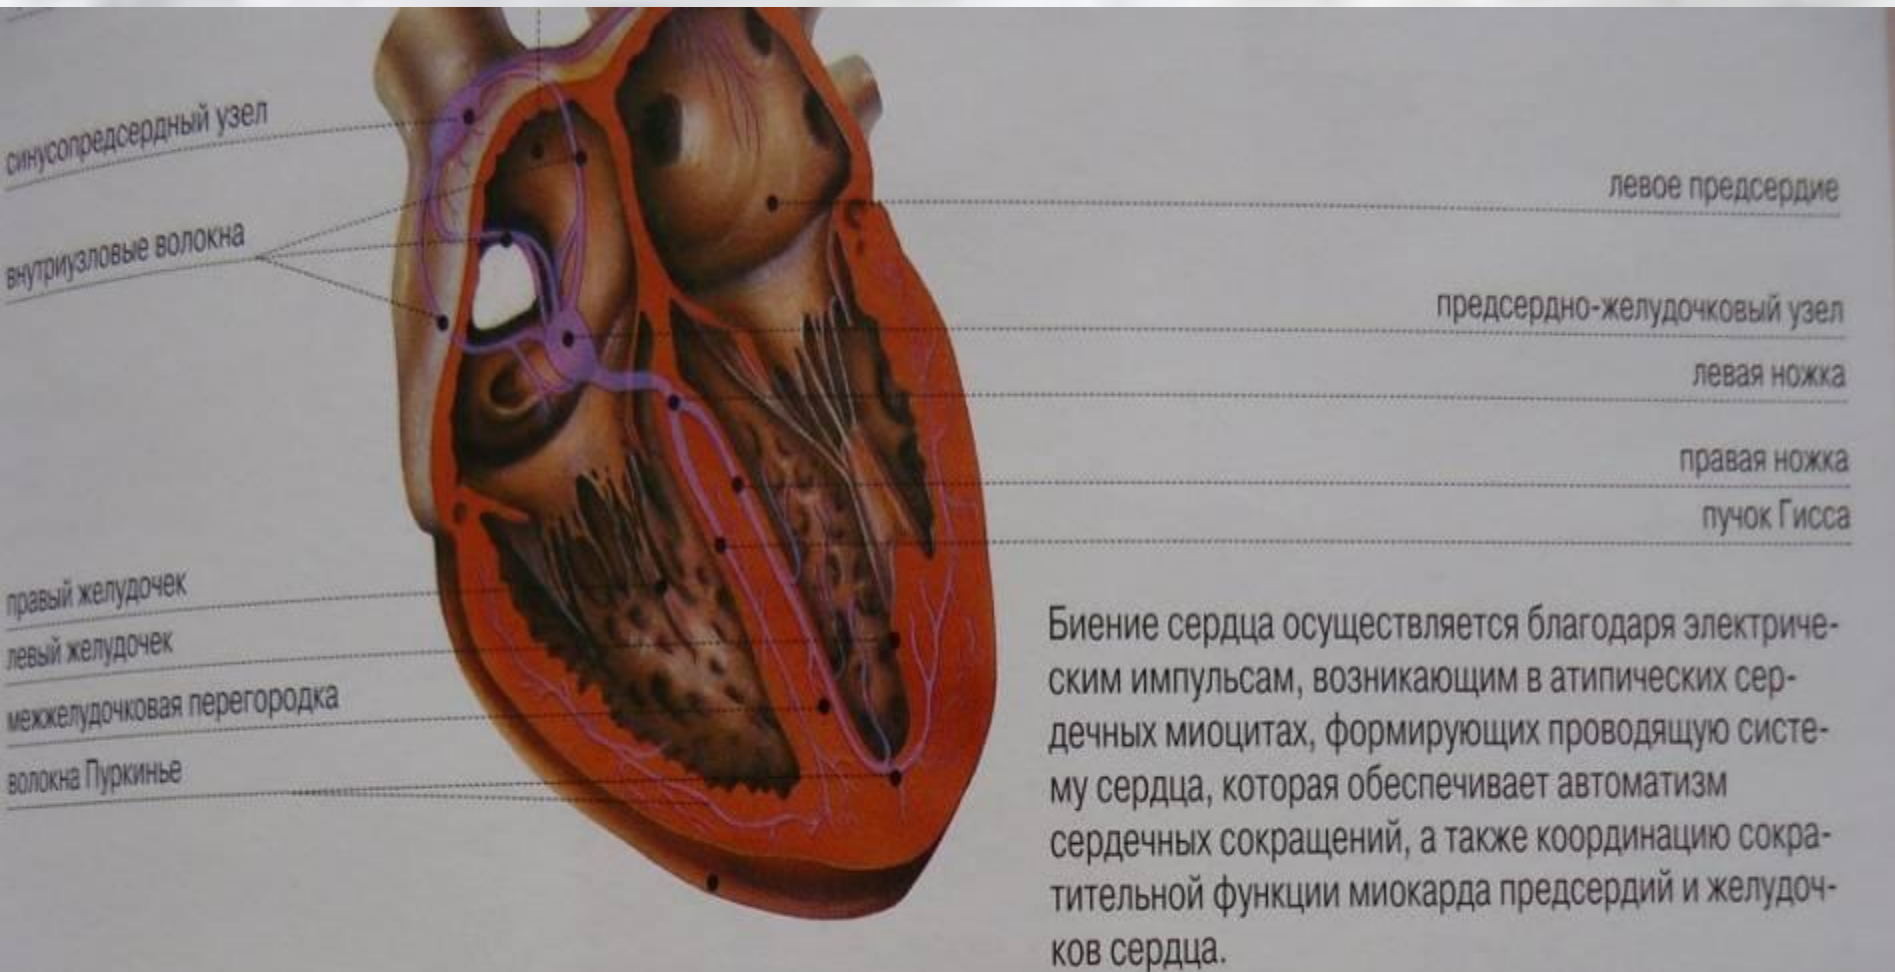 синусопредсердный узел
внутриузловые волокна
правый желудочек
левый желудочек
межжелудочковая перегородка
волокна Пуркинье
левое предсердие
предсердно-желудочковый узел
левая ножка
правая ножка
пучок Гисса
Биение сердца осуществляется благодаря электриче-
ским импульсам, возникающим в атипических сер-
дечных миоцитах, формирующих проводящую систе-
му сердца, которая обеспечивает автоматизм
сердечных сокращений, а также координацию сокра-
тительной функции миокарда предсердий и желудоч-
ков сердца.